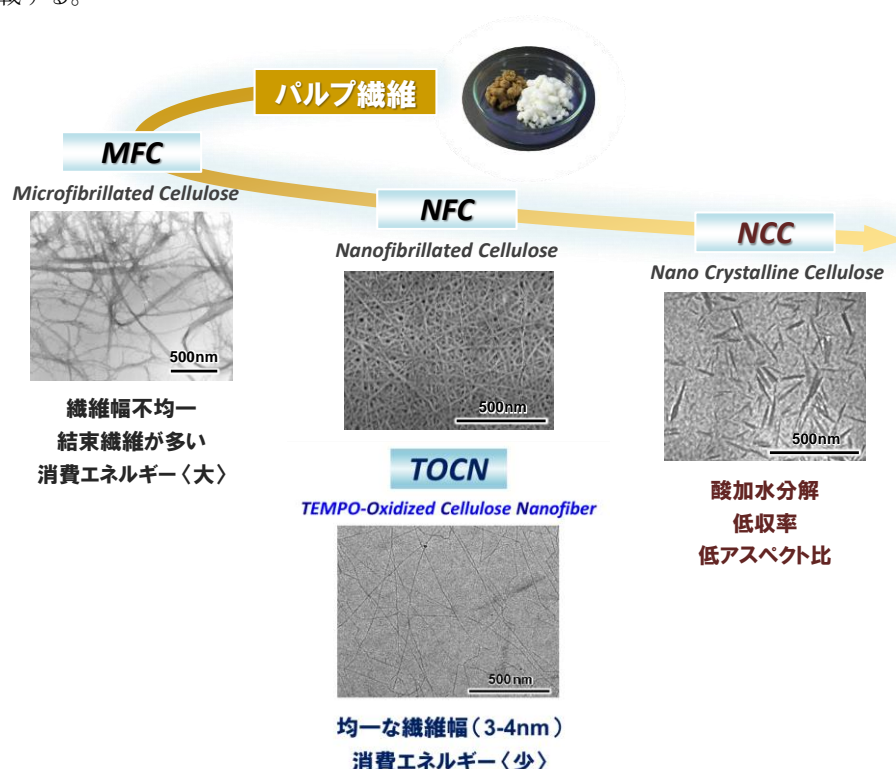 載する。
パルプ繊維
MFC
Microfibrillated Cellulose
500nm
繊維幅不均一
結束繊維が多い
消費エネルギー〈大〉
NFC
Nanofibrillated Cellulose
500nm
TOCN
TEMPO-Oxidized Cellulose Nanofiber
500nm
均一な繊維幅(3-4nm)
消費エネルギー〈少〉
NCC
Nano Crystalline Cellulose
500nm
酸加水分解
低収率
低アスペクト比